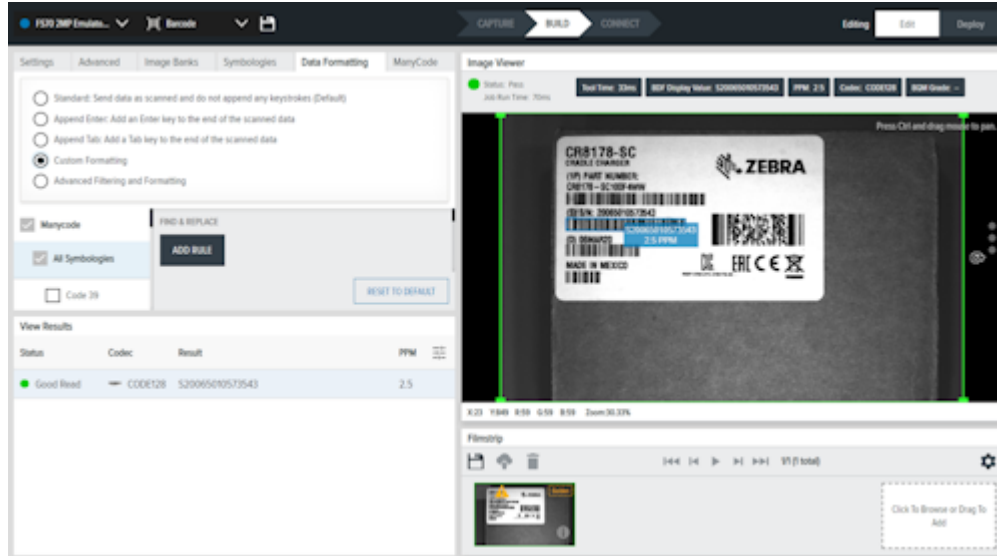 FS70 2MP Emulato... Barcode
CAPTURE BUILD CONNECT
Editing Edit Deploy
Settings Advanced Image Banks Symbologies Data Formatting ManyCode
Standard: Send data as scanned and do not append any keystrokes (Default)
Append Enter: Add an Enter key to the end of the scanned data
Append Tab: Add a Tab key to the end of the scanned data
Custom Formatting
Advanced Filtering and Formatting
Manycode
All Symbologies
Code 39
FIND & REPLACE
ADD RULE
RESET TO DEFAULT
View Results
Status Codec Result PPM
Good Read CODE128 S20065010573543 2.5
Image Viewer
Status: Pass
Job Run Time: 70ms
Tool Time: 33ms BDF Display Value: S20065010573543 PPM: 2.5 Codec: CODE128 BQM Grade: -
Press Ctrl and drag mouse to pan.
CR8178-SC
CRADLE CHARGER
(1P) PART NUMBER:
CR8178-SC100F4WW
ZEBRA
(S) S/N: 20065010573543
S20065010573543
2.5 PPM
MADE IN MEXICO
EAC CE
X:23 Y:849 R:59 G:59 B:59 Zoom:30.33%
Filmstrip
1/1 (1 total)
Click To Browse or Drag To
Add